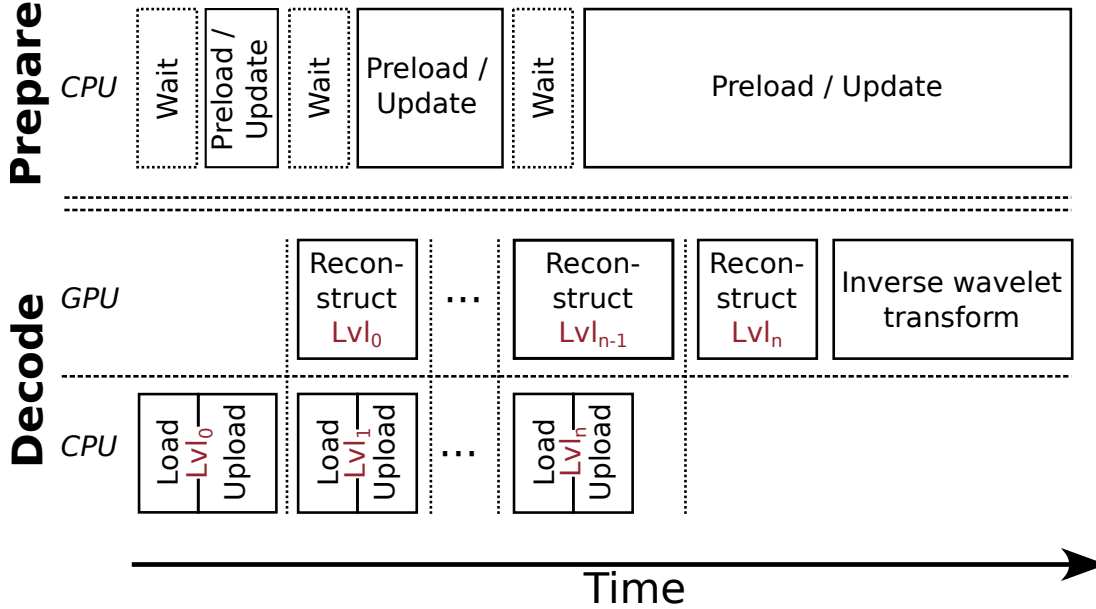 Prepare
CPU
Wait
Preload /
Update
Wait
Preload /
Update
Wait
Preload / Update
Decode
GPU
Recon-
struct
Lvl0
...
Recon-
struct
Lvln-1
Recon-
struct
Lvln
Inverse wavelet
transform
CPU
Load
Lvl0
Upload
Load
Lvl1
Upload
...
Load
Lvln
Upload
Time